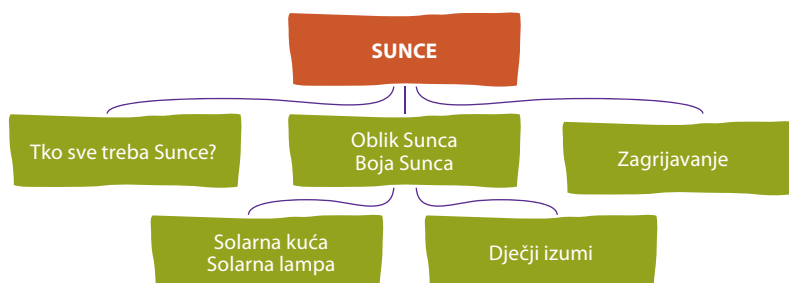 SUNCE
Tko sve treba Sunce?
Oblik Sunca
Boja Sunca
Zagrijavanje
Solarna kuća
Solarna lampa
Dječji izumi